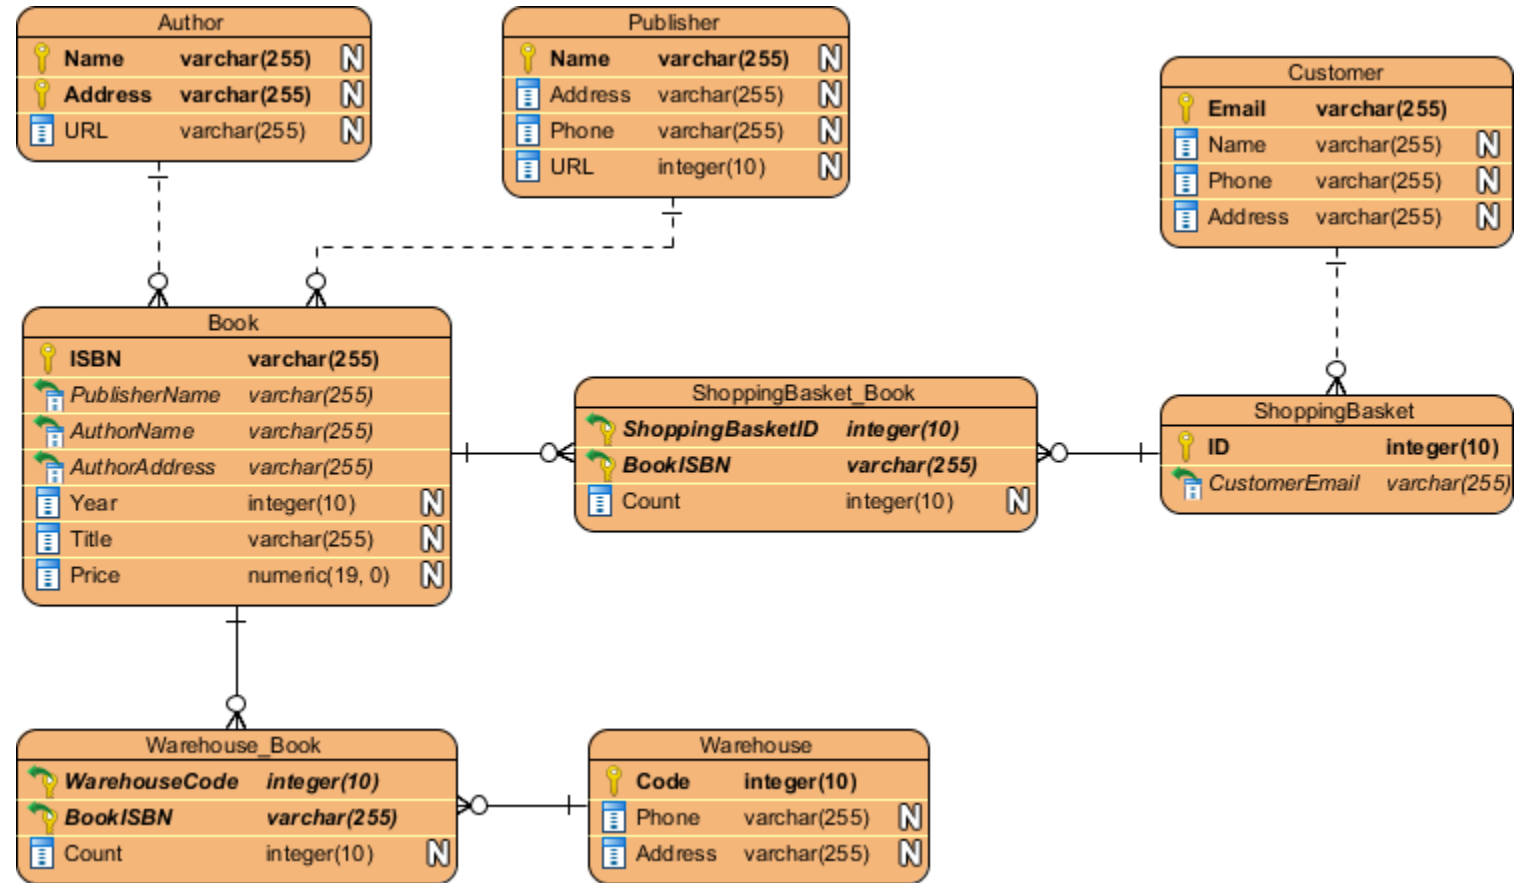 Author
Name varchar(255) N
Address varchar(255) N
URL varchar(255) N
Publisher
Name varchar(255) N
Address varchar(255) N
Phone varchar(255) N
URL integer(10) N
Customer
Email varchar(255)
Name varchar(255) N
Phone varchar(255) N
Address varchar(255) N
Book
ISBN varchar(255)
PublisherName varchar(255)
AuthorName varchar(255)
AuthorAddress varchar(255)
Year integer(10) N
Title varchar(255) N
Price numeric(19, 0) N
ShoppingBasket_Book
ShoppingBasketID integer(10)
BookISBN varchar(255)
Count integer(10) N
ShoppingBasket
ID integer(10)
CustomerEmail varchar(255)
Warehouse_Book
WarehouseCode integer(10)
BookISBN varchar(255)
Count integer(10) N
Warehouse
Code integer(10)
Phone varchar(255) N
Address varchar(255) N